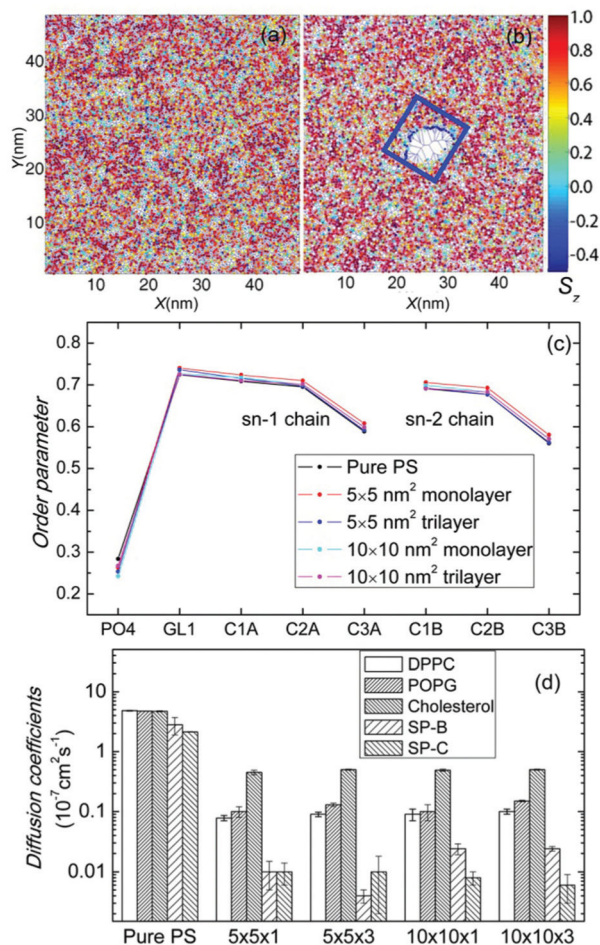 (a)
(b)
Y(nm)
40
30
20
10
10 20 30 40
X(nm)
10 20 30 40
X(nm)
1.0
0.8
0.6
0.4
0.2
0.0
-0.2
-0.4
S_z
(c)
Order parameter
0.8
0.7
0.6
0.5
0.4
0.3
0.2
sn-1 chain
sn-2 chain
Pure PS
5×5 nm² monolayer
5×5 nm² trilayer
10×10 nm² monolayer
10×10 nm² trilayer
PO4 GL1 C1A C2A C3A C1B C2B C3B
(d)
Diffusion coefficients
(10⁻⁷cm²s⁻¹)
10
1
0.1
0.01
DPPC
POPG
Cholesterol
SP-B
SP-C
Pure PS 5x5x1 5x5x3 10x10x1 10x10x3